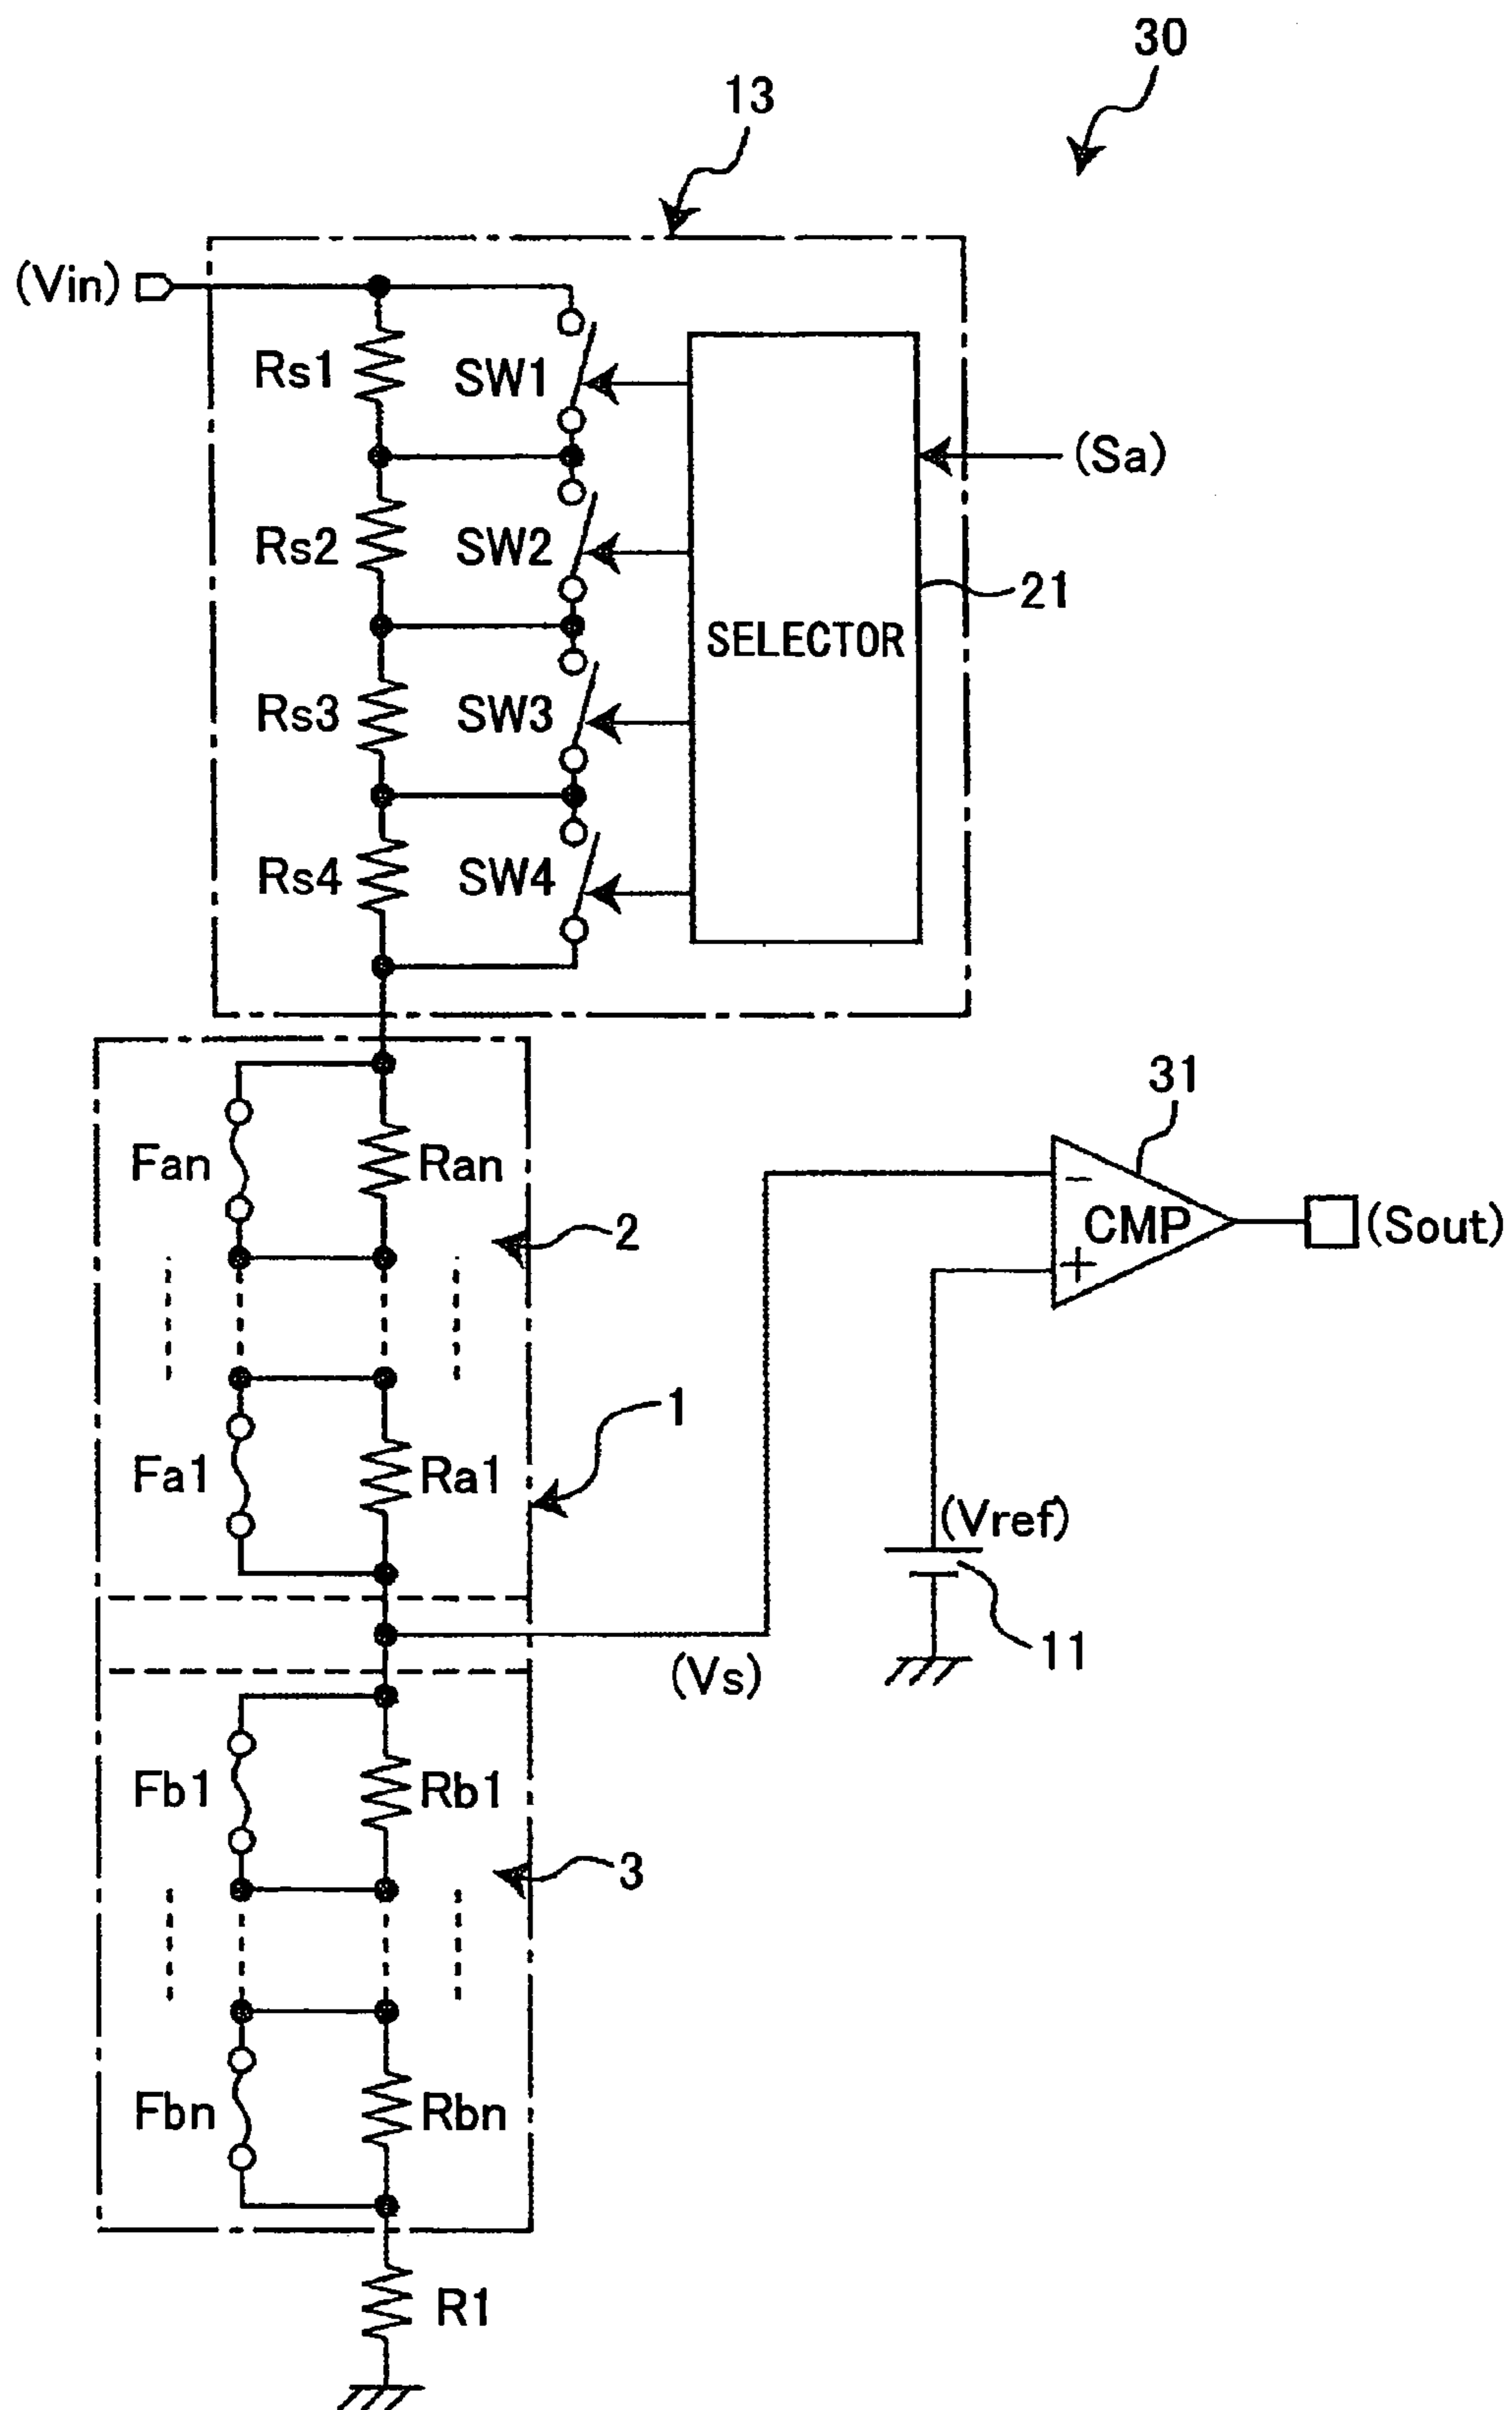 30
13
(Vin)
Rs1
SW1
(Sa)
Rs2
SW2
21
SELECTOR
Rs3
SW3
Rs4
SW4
31
Fan
Ran
2
- CMP
+
(Sout)
1
Fa1
Ra1
(Vref)
11
(Vs)
Fb1
Rb1
3
Fbn
Rbn
R1